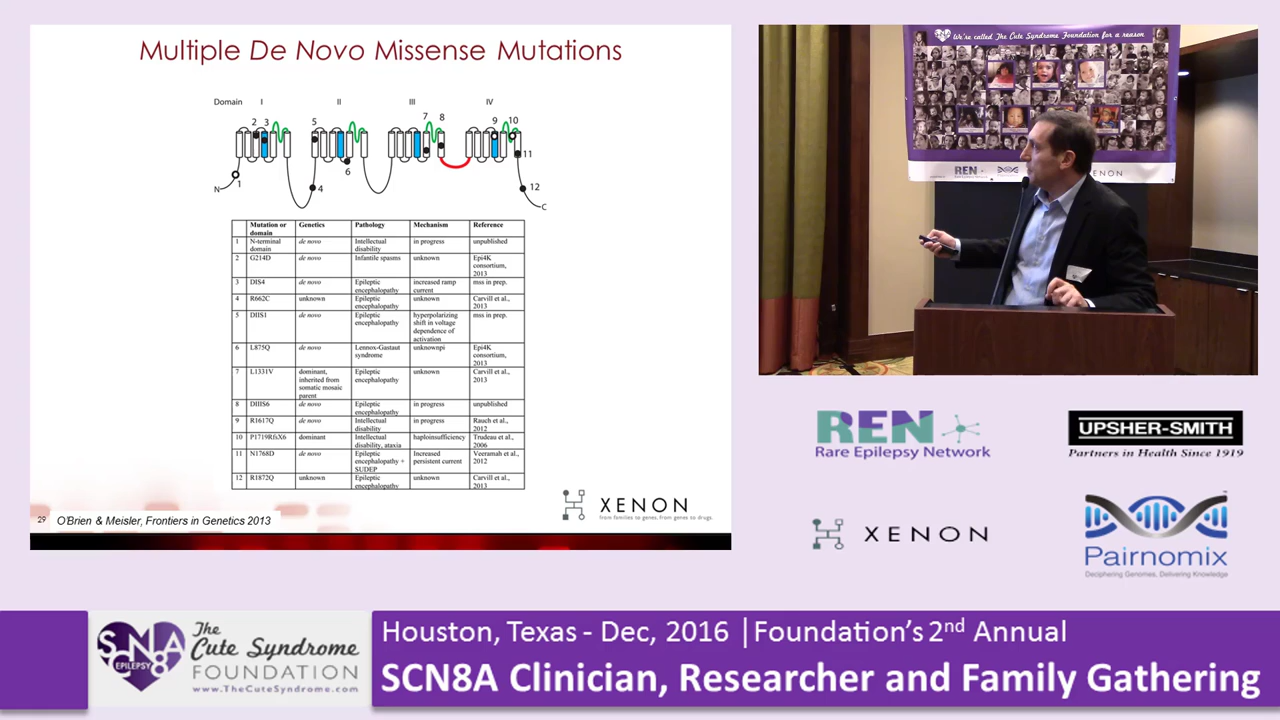 Multiple De Novo Missense Mutations
Domain I II III IV
2 3 5 7 8 9 10
11
6
1
4
12
N
C
Mutation or domain Genetics Pathology Mechanism Reference
1 N-terminal domain de novo Intellectual disability in progress unpublished
2 G214D de novo Infantile spasms unknown Epi4K consortium, 2013
3 DIS4 de novo Epileptic encephalopathy increased ramp current mss in prep.
4 R662C unknown Epileptic encephalopathy unknown Carvill et al., 2013
5 DIIS1 de novo Epileptic encephalopathy hyperpolarizing shift in voltage dependence of activation mss in prep.
6 L875Q de novo Lennox-Gastaut syndrome unknownpi Epi4K consortium, 2013
7 L1331V dominant, inherited from somatic mosaic parent Epileptic encephalopathy unknown Carvill et al., 2013
8 DIIIS6 de novo Epileptic encephalopathy in progress unpublished
9 R1617Q de novo Intellectual disability in progress Rauch et al., 2012
10 P1719RfsX6 dominant Intellectual disability, ataxia haploinsufficiency Trudeau et al., 2006
11 N1768D de novo Epileptic encephalopathy + SUDEP Increased persistent current Veeramah et al., 2012
12 R1872Q unknown Epileptic encephalopathy unknown Carvill et al., 2013
29 O'Brien & Meisler, Frontiers in Genetics 2013
XENON
from families to genes, From genes to drugs.
We're called The Cute Syndrome Foundation for a reason
REN
XENON
REN
Rare Epilepsy Network
UPSHER-SMITH
Partners in Health Since 1919
XENON
Pairnomix
Deciphering Genomes, Delivering Knowledge
SCN8A
EPILEPSY
The
Cute Syndrome
FOUNDATION
www.TheCuteSyndrome.com
Houston, Texas - Dec, 2016 | Foundation's 2nd Annual
SCN8A Clinician, Researcher and Family Gathering